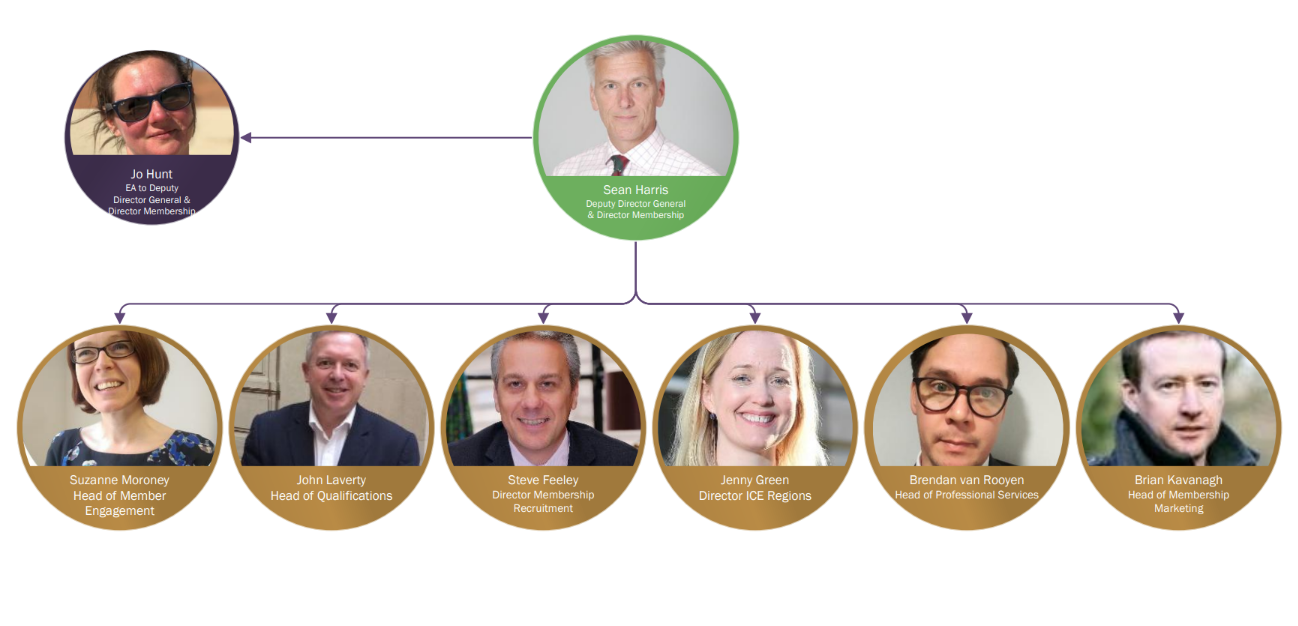 Jo Hunt
EA to Deputy
Director General &
Director Membership
Sean Harris
Deputy Director General
& Director Membership
Suzanne Moroney
Head of Member
Engagement
John Laverty
Head of Qualifications
Steve Feeley
Director Membership
Recruitment
Jenny Green
Director ICE Regions
Brendan van Rooyen
Head of Professional Services
Brian Kavanagh
Head of Membership
Marketing